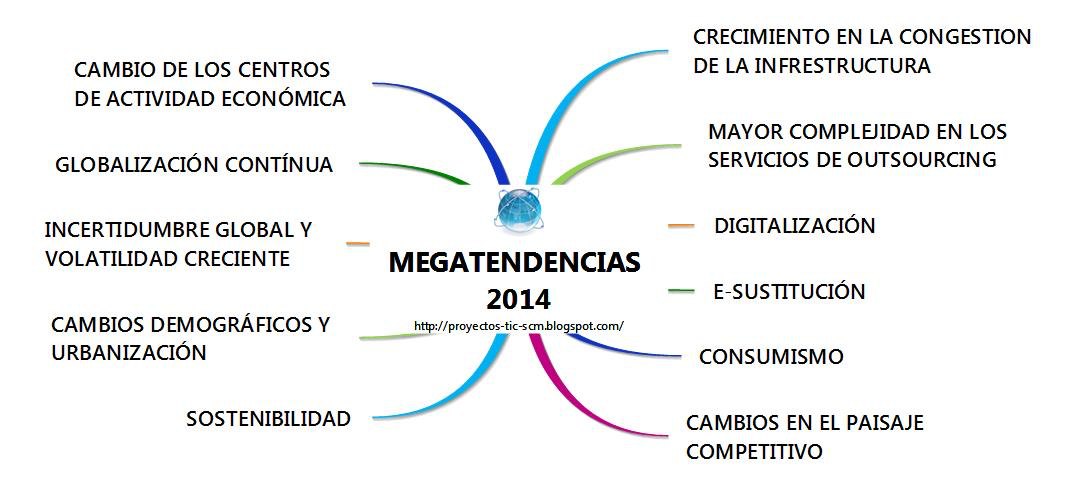 CAMBIO DE LOS CENTROS
DE ACTIVIDAD ECONÓMICA
GLOBALIZACIÓN CONTÍNUA
INCERTIDUMBRE GLOBAL Y
VOLATILIDAD CRECIENTE
CAMBIOS DEMOGRÁFICOS Y
URBANIZACIÓN
SOSTENIBILIDAD
MEGATENDENCIAS
2014
http://proyectos-tic-scm.blogspot.com/
CRECIMIENTO EN LA CONGESTION
DE LA INFRESTRUCTURA
MAYOR COMPLEJIDAD EN LOS
SERVICIOS DE OUTSOURCING
DIGITALIZACIÓN
E-SUSTITUCIÓN
CONSUMISMO
CAMBIOS EN EL PAISAJE
COMPETITIVO